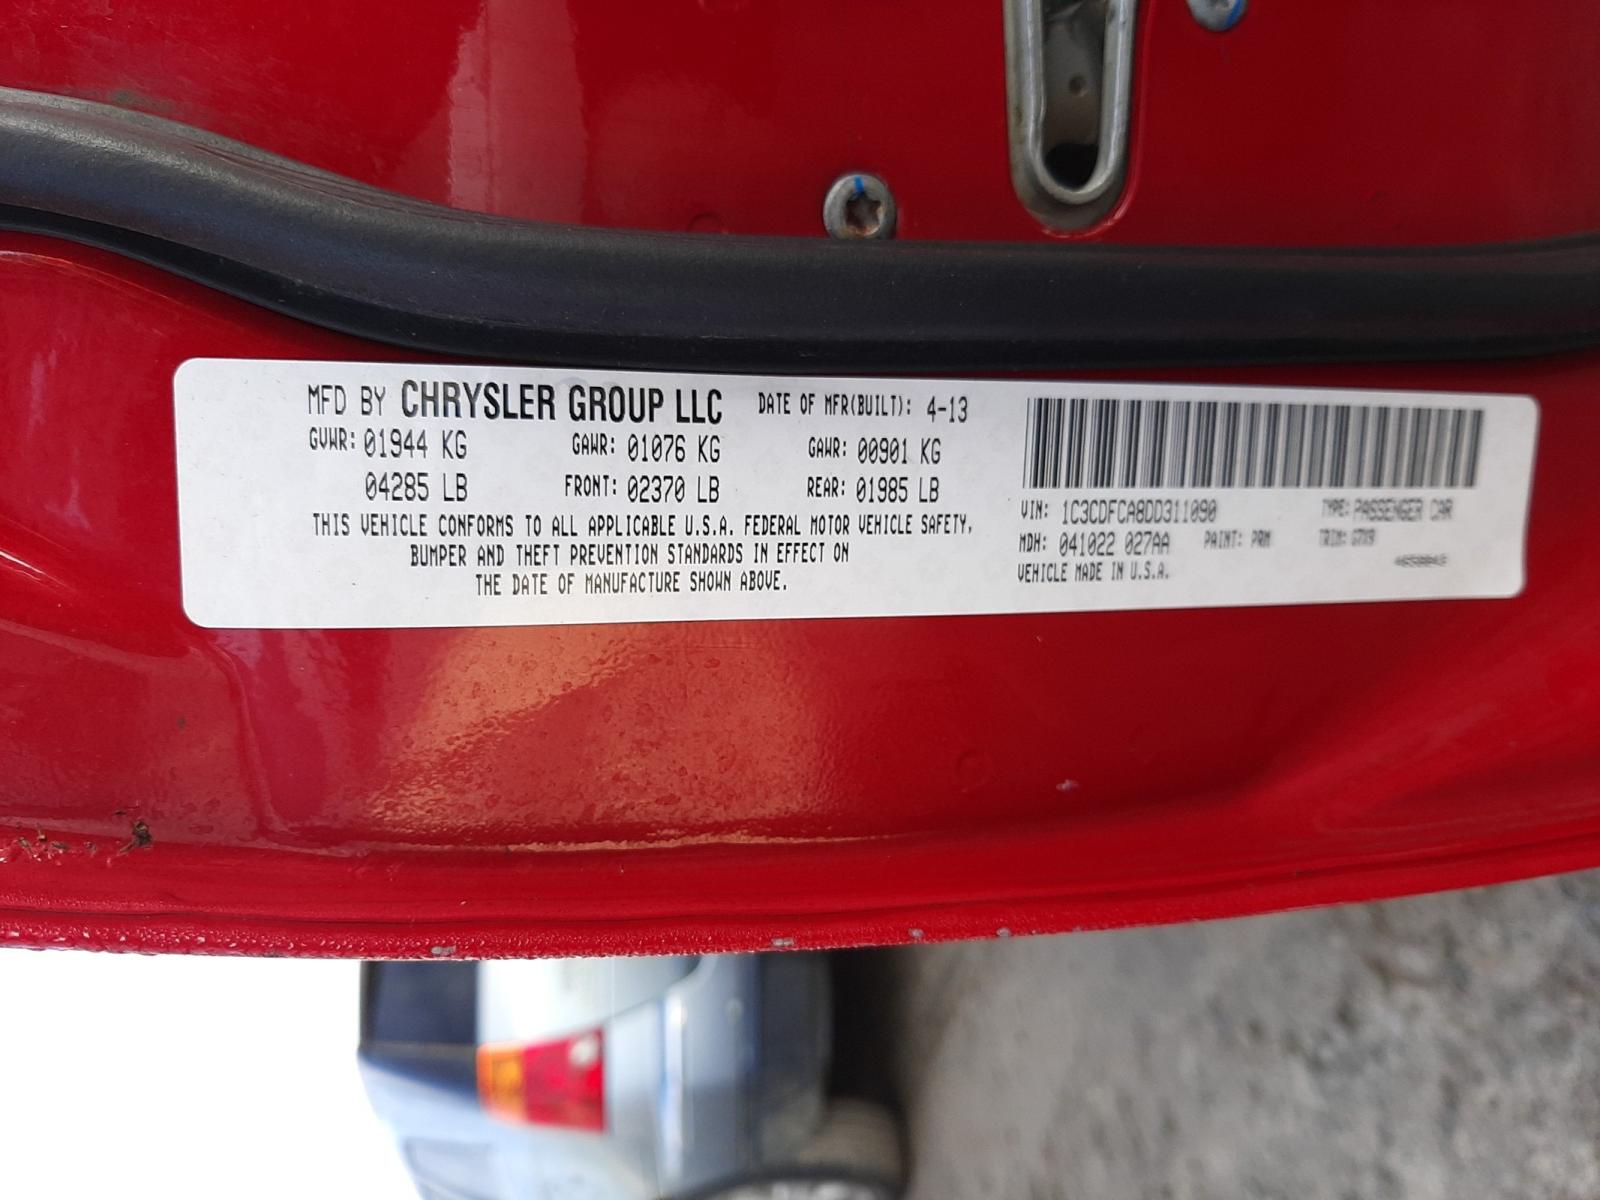 MFD BY CHRYSLER GROUP LLC DATE OF MFR(BUILT): 4-13
GVWR: 01944 KG GAWR: 01076 KG GAWR: 00901 KG
04285 LB FRONT: 02370 LB REAR: 01985 LB
THIS VEHICLE CONFORMS TO ALL APPLICABLE U.S.A. FEDERAL MOTOR VEHICLE SAFETY,
BUMPER AND THEFT PREVENTION STANDARDS IN EFFECT ON
THE DATE OF MANUFACTURE SHOWN ABOVE.
VIN: 1C3CDFCA8DD311090 TYPE: PASSENGER CAR
MDH: 041022 027AA PAINT: PRM TRIM: G7X9
VEHICLE MADE IN U.S.A.